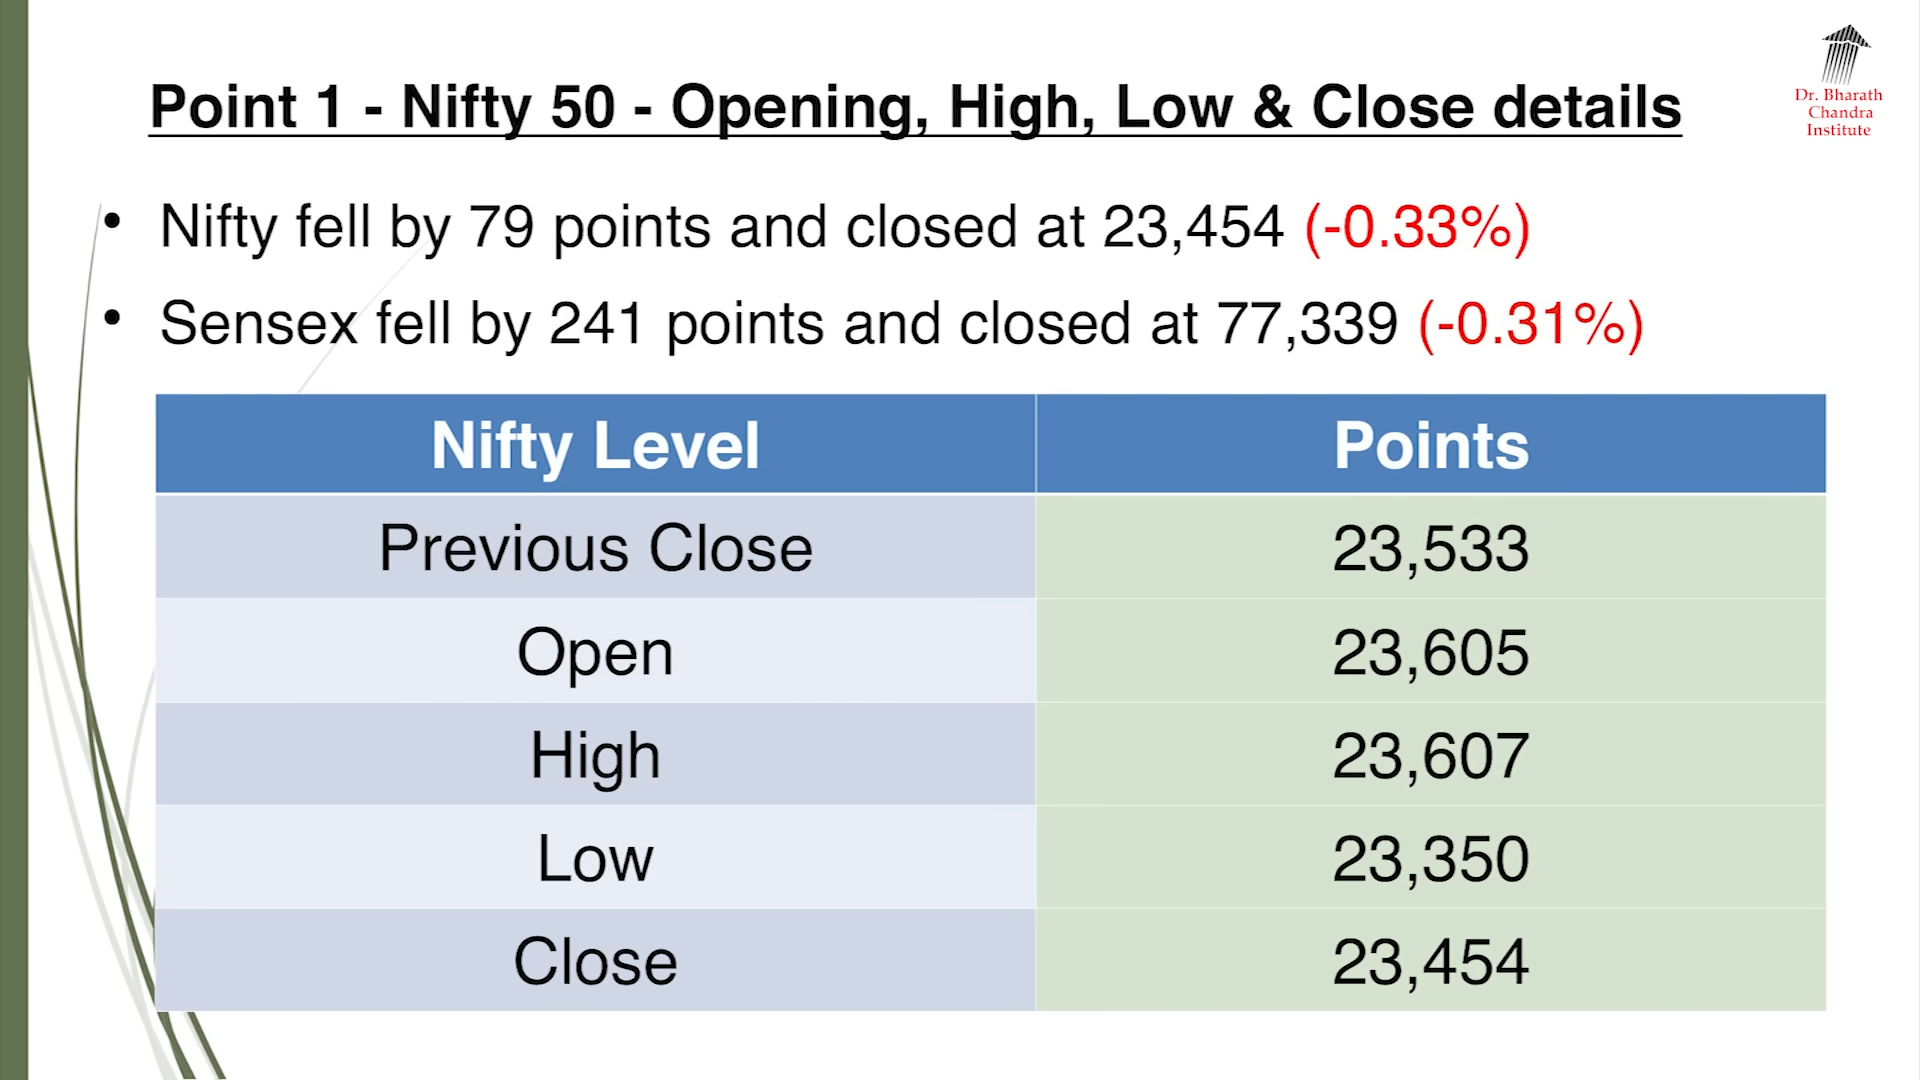 Point 1 - Nifty 50 - Opening, High, Low & Close details
Dr. Bharath
Chandra
Institute
• Nifty fell by 79 points and closed at 23,454 (-0.33%)
• Sensex fell by 241 points and closed at 77,339 (-0.31%)
Nifty Level Points
Previous Close 23,533
Open 23,605
High 23,607
Low 23,350
Close 23,454